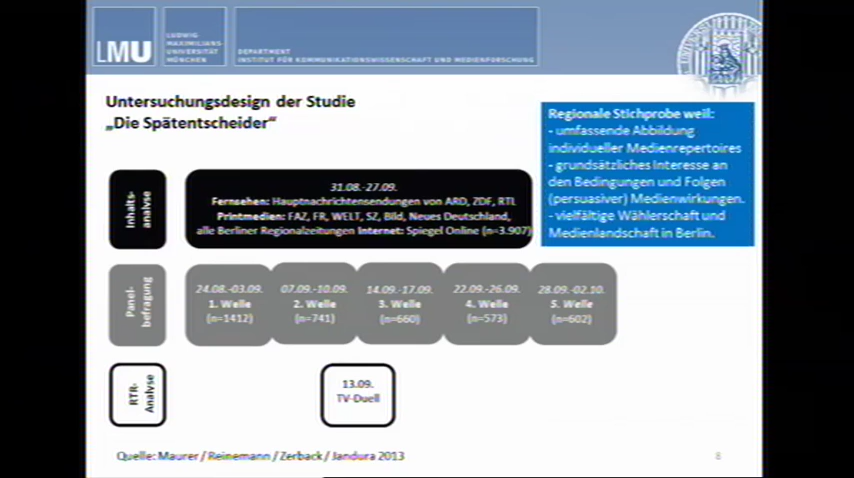 LMU
LUDWIG
MAXIMILIANS-
UNIVERSITÄT
MÜNCHEN
DEPARTMENT
INSTITUT FÜR KOMMUNIKATIONSWISSENSCHAFT UND MEDIENFORSCHUNG
Untersuchungsdesign der Studie
„Die Spätentscheider“
Regionale Stichprobe weil:
- umfassende Abbildung
individueller Medienrepertoires
- grundsätzliches Interesse an
den Bedingungen und Folgen
(persuasiver) Medienwirkungen.
- vielfältige Wählerschaft und
Medienlandschaft in Berlin.
Inhalts-
analyse
31.08.-27.09.
Fernsehen: Hauptnachrichtensendungen von ARD, ZDF, RTL
Printmedien: FAZ, FR, WELT, SZ, Bild, Neues Deutschland,
alle Berliner Regionalzeitungen Internet: Spiegel Online (n=3.907)
Panel-
befragung
24.08.-03.09.
1. Welle
(n=1412)
07.09.-10.09.
2. Welle
(n=741)
14.09.-17.09.
3. Welle
(n=660)
22.09.-26.09.
4. Welle
(n=573)
28.09.-02.10.
5. Welle
(n=602)
RTR-
Analyse
13.09.
TV-Duell
Quelle: Maurer / Reinemann / Zerback / Jandura 2013
8